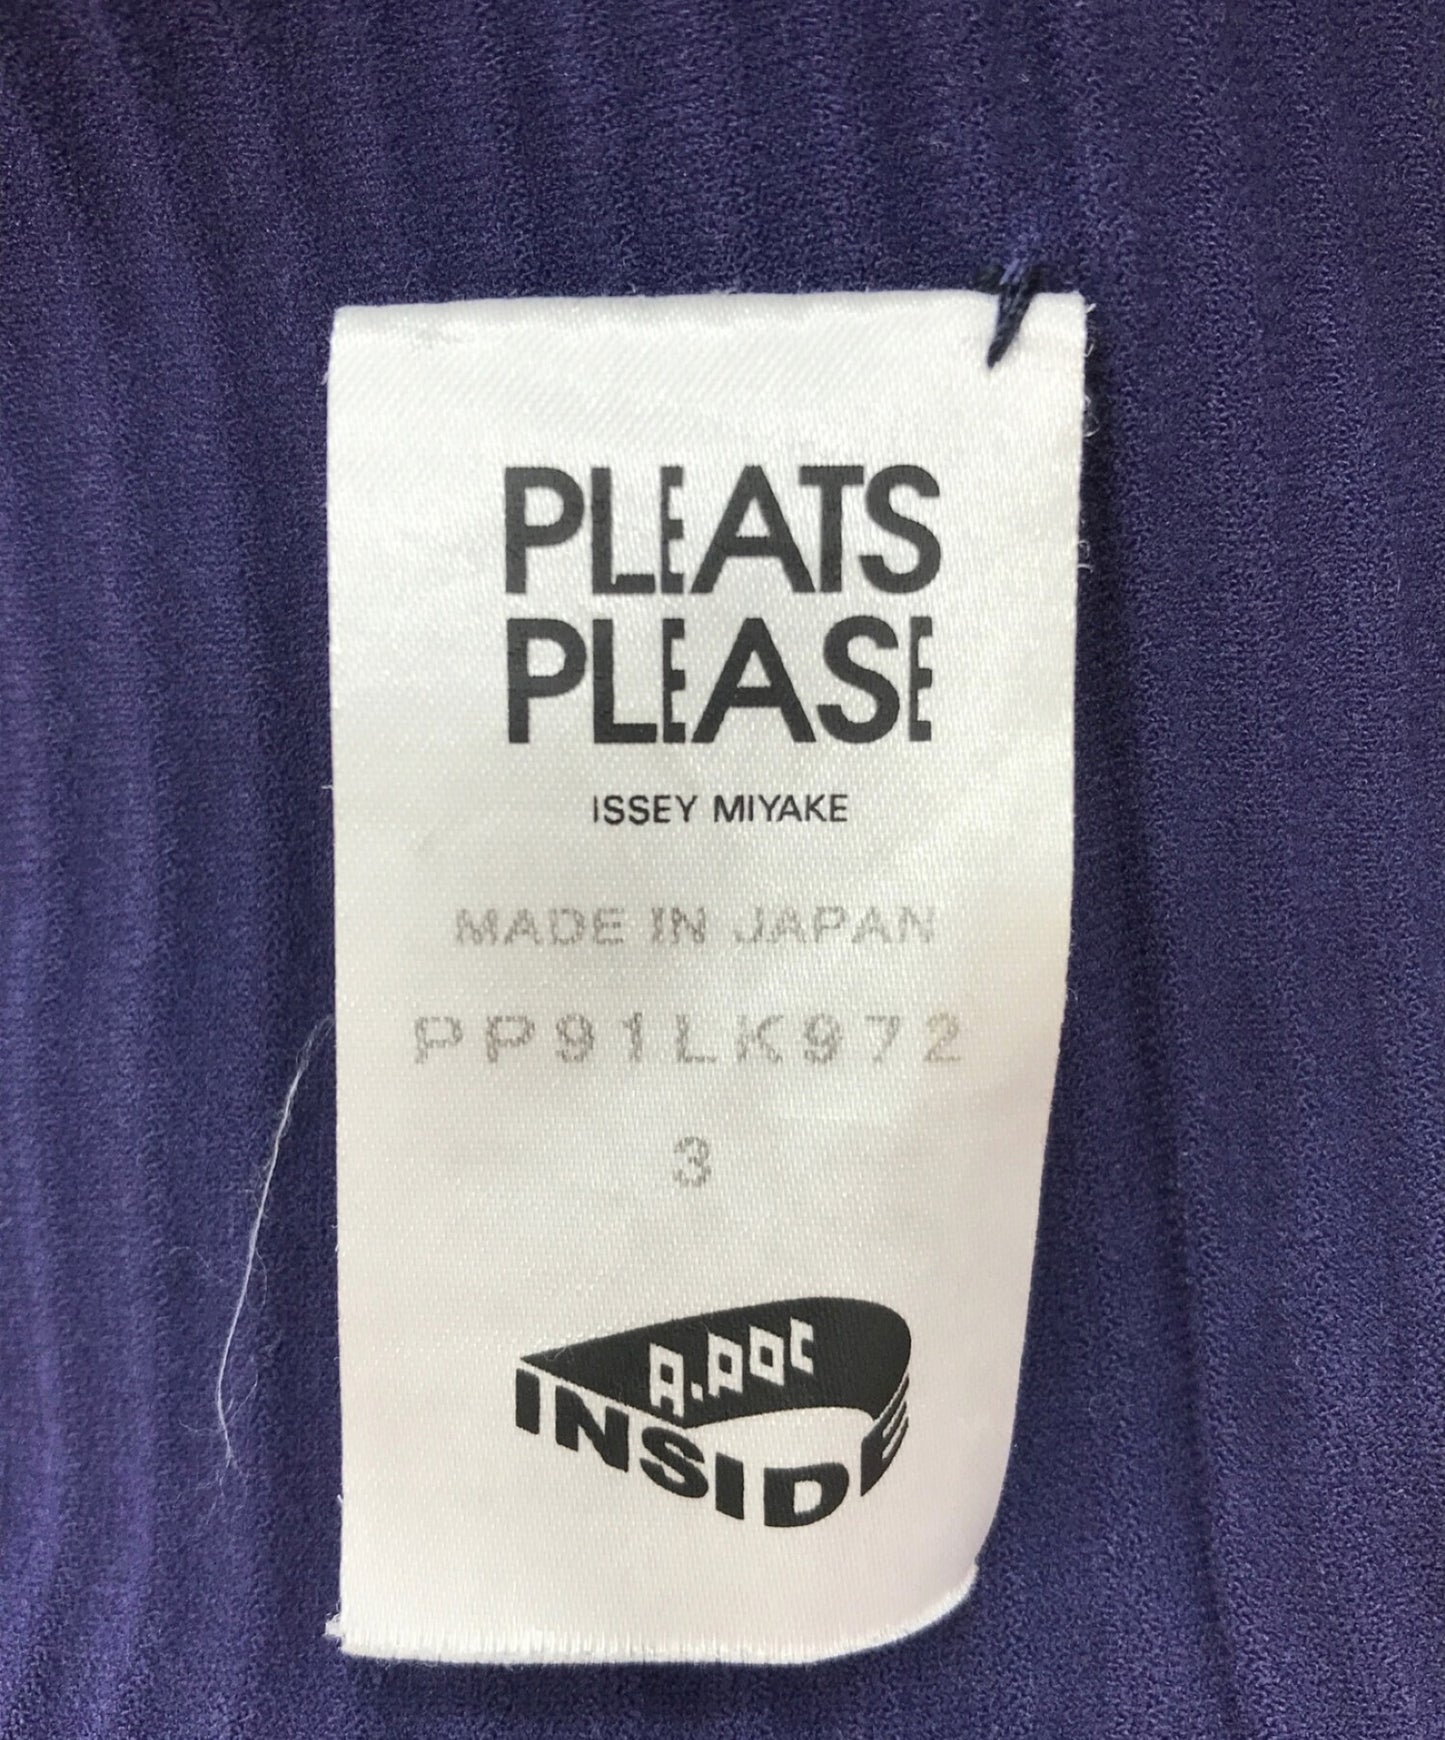 PLEATS
PLEASE
ISSEY MIYAKE
MADE IN JAPAN
PP91LK972
3
A.POC
INSIDE